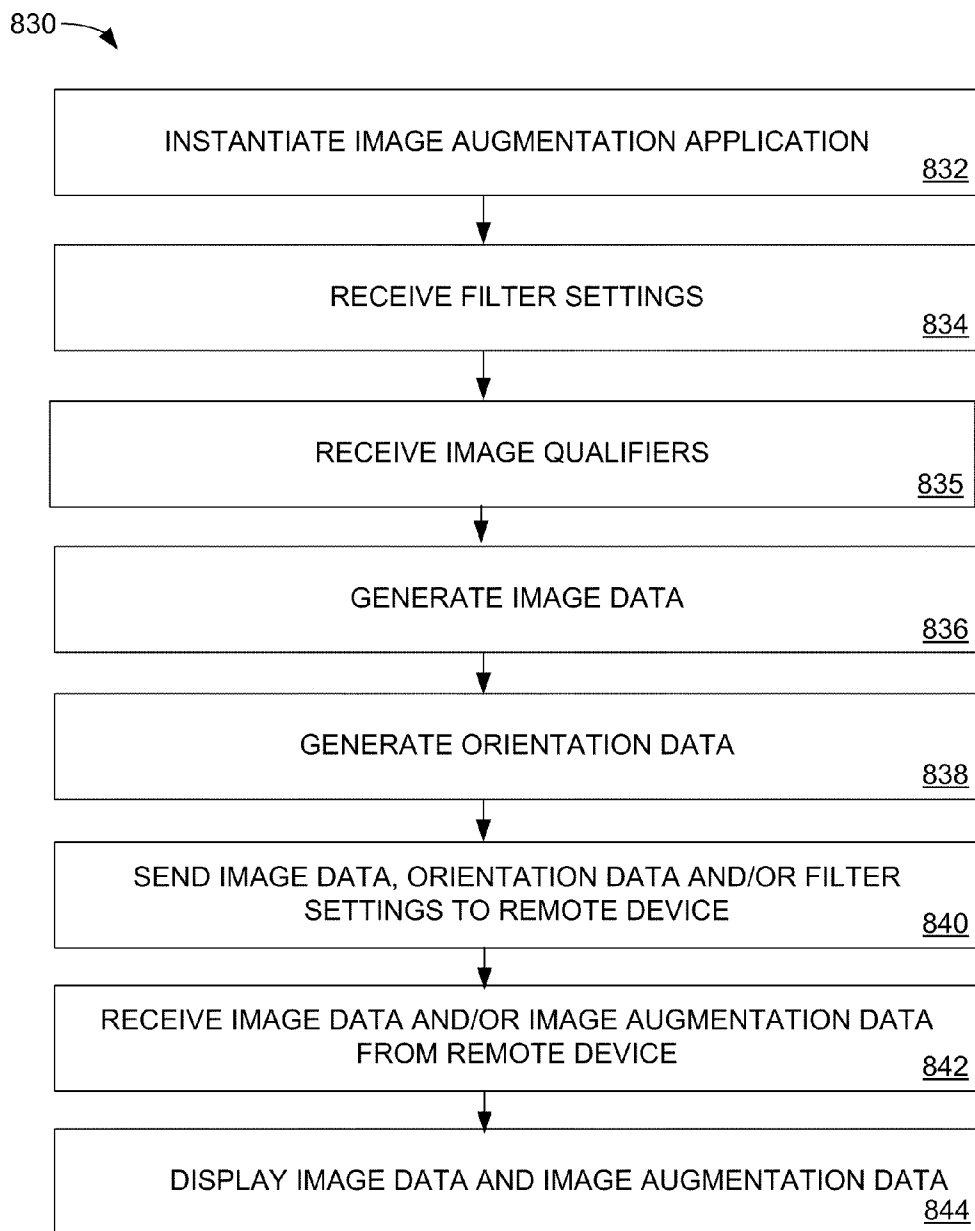 830
INSTANTIATE IMAGE AUGMENTATION APPLICATION
832
RECEIVE FILTER SETTINGS
834
RECEIVE IMAGE QUALIFIERS
835
GENERATE IMAGE DATA
836
GENERATE ORIENTATION DATA
838
SEND IMAGE DATA, ORIENTATION DATA AND/OR FILTER
SETTINGS TO REMOTE DEVICE
840
RECEIVE IMAGE DATA AND/OR IMAGE AUGMENTATION DATA
FROM REMOTE DEVICE
842
DISPLAY IMAGE DATA AND IMAGE AUGMENTATION DATA
844